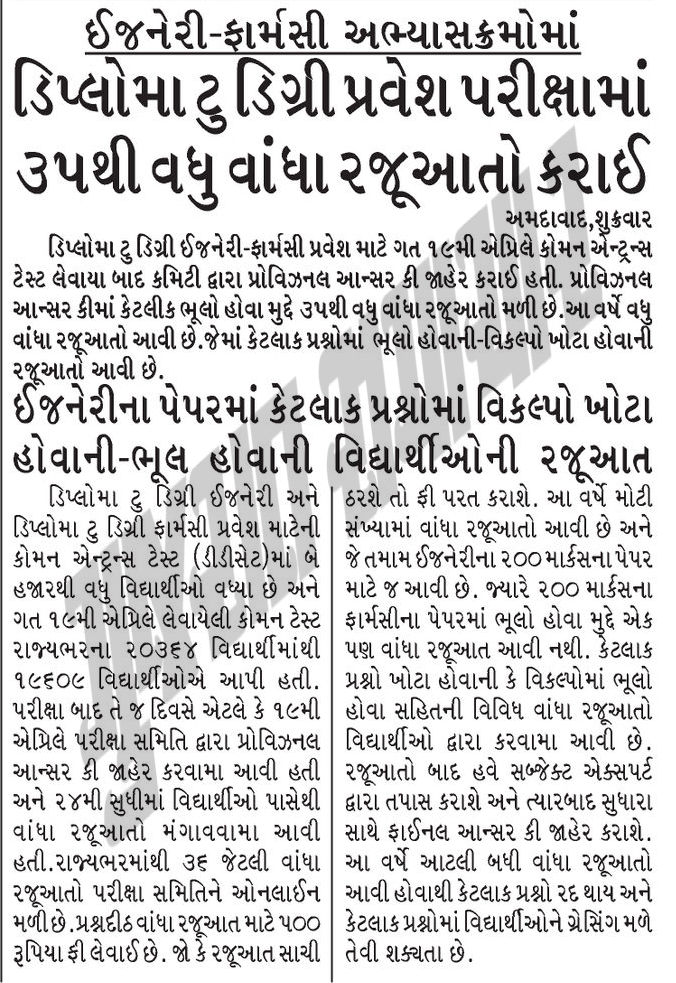 ઈજનેરી-ફાર્મસી અભ્યાસક્રમોમાં
ડિપ્લોમા ટુ ડિગ્રી પ્રવેશ પરીક્ષામાં
૩૫થી વધુ વાંધા રજૂઆતો કરાઈ
અમદાવાદ,શુક્રવાર
ડિપ્લોમા ટુ ડિગ્રી ઈજનેરી-ફાર્મસી પ્રવેશ માટે ગત ૧૯મી એપ્રિલે કોમન એન્ટ્રન્સ
ટેસ્ટ લેવાયા બાદ કમિટી દ્વારા પ્રોવિઝનલ આન્સર કી જાહેર કરાઈ હતી. પ્રોવિઝનલ
આન્સર કીમાં કેટલીક ભૂલો હોવા મુદ્દે ૩૫થી વધુ વાંધા રજૂઆતો મળી છે.આ વર્ષે વધુ
વાંધા રજૂઆતો આવી છે.જેમાં કેટલાક પ્રશ્નોમાં ભૂલો હોવાની-વિકલ્પો ખોટા હોવાની
રજૂઆતો આવી છે.
ઈજનેરીના પેપરમાં કેટલાક પ્રશ્નોમાં વિકલ્પો ખોટા
હોવાની-ભૂલ હોવાની વિદ્યાર્થીઓની રજૂઆત
ડિપ્લોમા ટુ ડિગ્રી ઈજનેરી અને
ડિપ્લોમા ટુ ડિગ્રી ફાર્મસી પ્રવેશ માટેની
કોમન એન્ટ્રન્સ ટેસ્ટ (ડીડીસેટ)માં બે
હજારથી વધુ વિદ્યાર્થીઓ વધ્યા છે અને
ગત ૧૯મી એપ્રિલે લેવાયેલી કોમન ટેસ્ટ
રાજ્યભરના ૨૦૩૬૪ વિદ્યાર્થીમાંથી
૧૯૬૦૯ વિદ્યાર્થીઓએ આપી હતી.
પરીક્ષા બાદ તે જ દિવસે એટલે કે ૧૯મી
એપ્રિલે પરીક્ષા સમિતિ દ્વારા પ્રોવિઝનલ
આન્સર કી જાહેર કરવામા આવી હતી
અને ૨૪મી સુધીમાં વિદ્યાર્થીઓ પાસેથી
વાંધા રજૂઆતો મંગાવવામા આવી
હતી.રાજ્યભરમાંથી ૩૬ જેટલી વાંધા
રજૂઆતો પરીક્ષા સમિતિને ઓનલાઈન
મળી છે.પ્રશ્નદીઠ વાંધા રજૂઆત માટે ૫૦૦
રૂપિયા ફી લેવાઈ છે. જો કે રજૂઆત સાચી
ઠરશે તો ફી પરત કરાશે. આ વર્ષે મોટી
સંખ્યામાં વાંધા રજૂઆતો આવી છે અને
જે તમામ ઈજનેરીના ૨૦૦ માર્કસના પેપર
માટે જ આવી છે. જ્યારે ૨૦૦ માર્કસના
ફાર્મસીના પેપરમાં ભૂલો હોવા મુદ્દે એક
પણ વાંધા રજૂઆત આવી નથી. કેટલાક
પ્રશ્નો ખોટા હોવાની કે વિકલ્પોમાં ભૂલો
હોવા સહિતની વિવિધ વાંધા રજૂઆતો
વિદ્યાર્થીઓ દ્વારા કરવામા આવી છે.
રજૂઆતો બાદ હવે સબ્જેક્ટ એક્સપર્ટ
દ્વારા તપાસ કરાશે અને ત્યારબાદ સુધારા
સાથે ફાઈનલ આન્સર કી જાહેર કરાશે.
આ વર્ષે આટલી બધી વાંધા રજૂઆતો
આવી હોવાથી કેટલાક પ્રશ્નો રદ થાય અને
કેટલાક પ્રશ્નોમાં વિદ્યાર્થીઓને ગ્રેસિંગ મળે
તેવી શક્યતા છે.
ગુજરાત સમાચાર